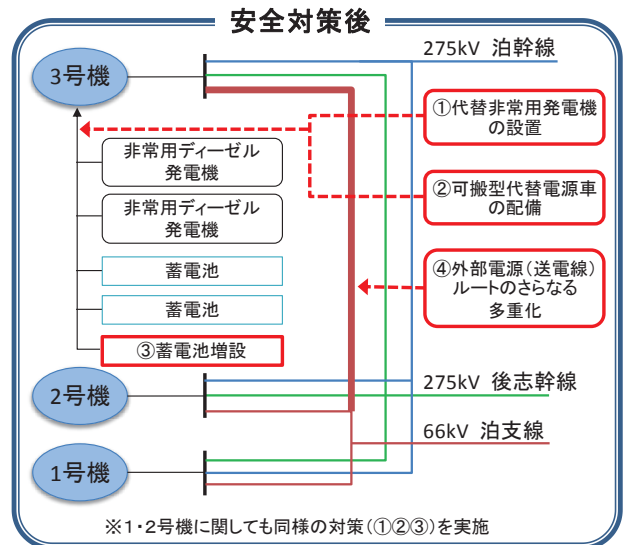 安全対策後
275kV 泊幹線
3号機
①代替非常用発電機
の設置
非常用ディーゼル
発電機
②可搬型代替電源車
の配備
非常用ディーゼル
発電機
④外部電源(送電線)
ルートのさらなる
多重化
蓄電池
蓄電池
③蓄電池増設
2号機
275kV 後志幹線
66kV 泊支線
1号機
※1・2号機に関しても同様の対策(①②③)を実施